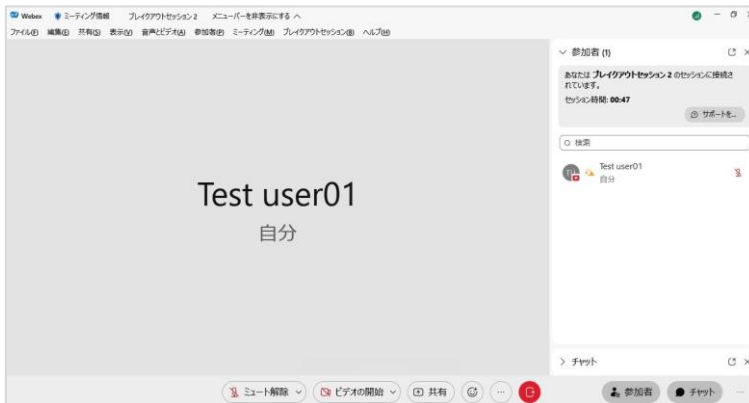 Webex ミーティング情報 ブレイクアウトセッション 2 メニューバーを非表示にする
ファイル(F) 編集(E) 共有(S) 表示(V) 音声とビデオ(A) 参加者(P) ミーティング(M) ブレイクアウトセッション(B) ヘルプ(H)
参加者 (1)
あなたは ブレイクアウトセッション 2 のセッションに接続されています。
セッション時間: 00:47
サポートを...
検索
TU Test user01
自分
Test user01
自分
チャット
ミュート解除 ビデオの開始 共有 参加者 チャット